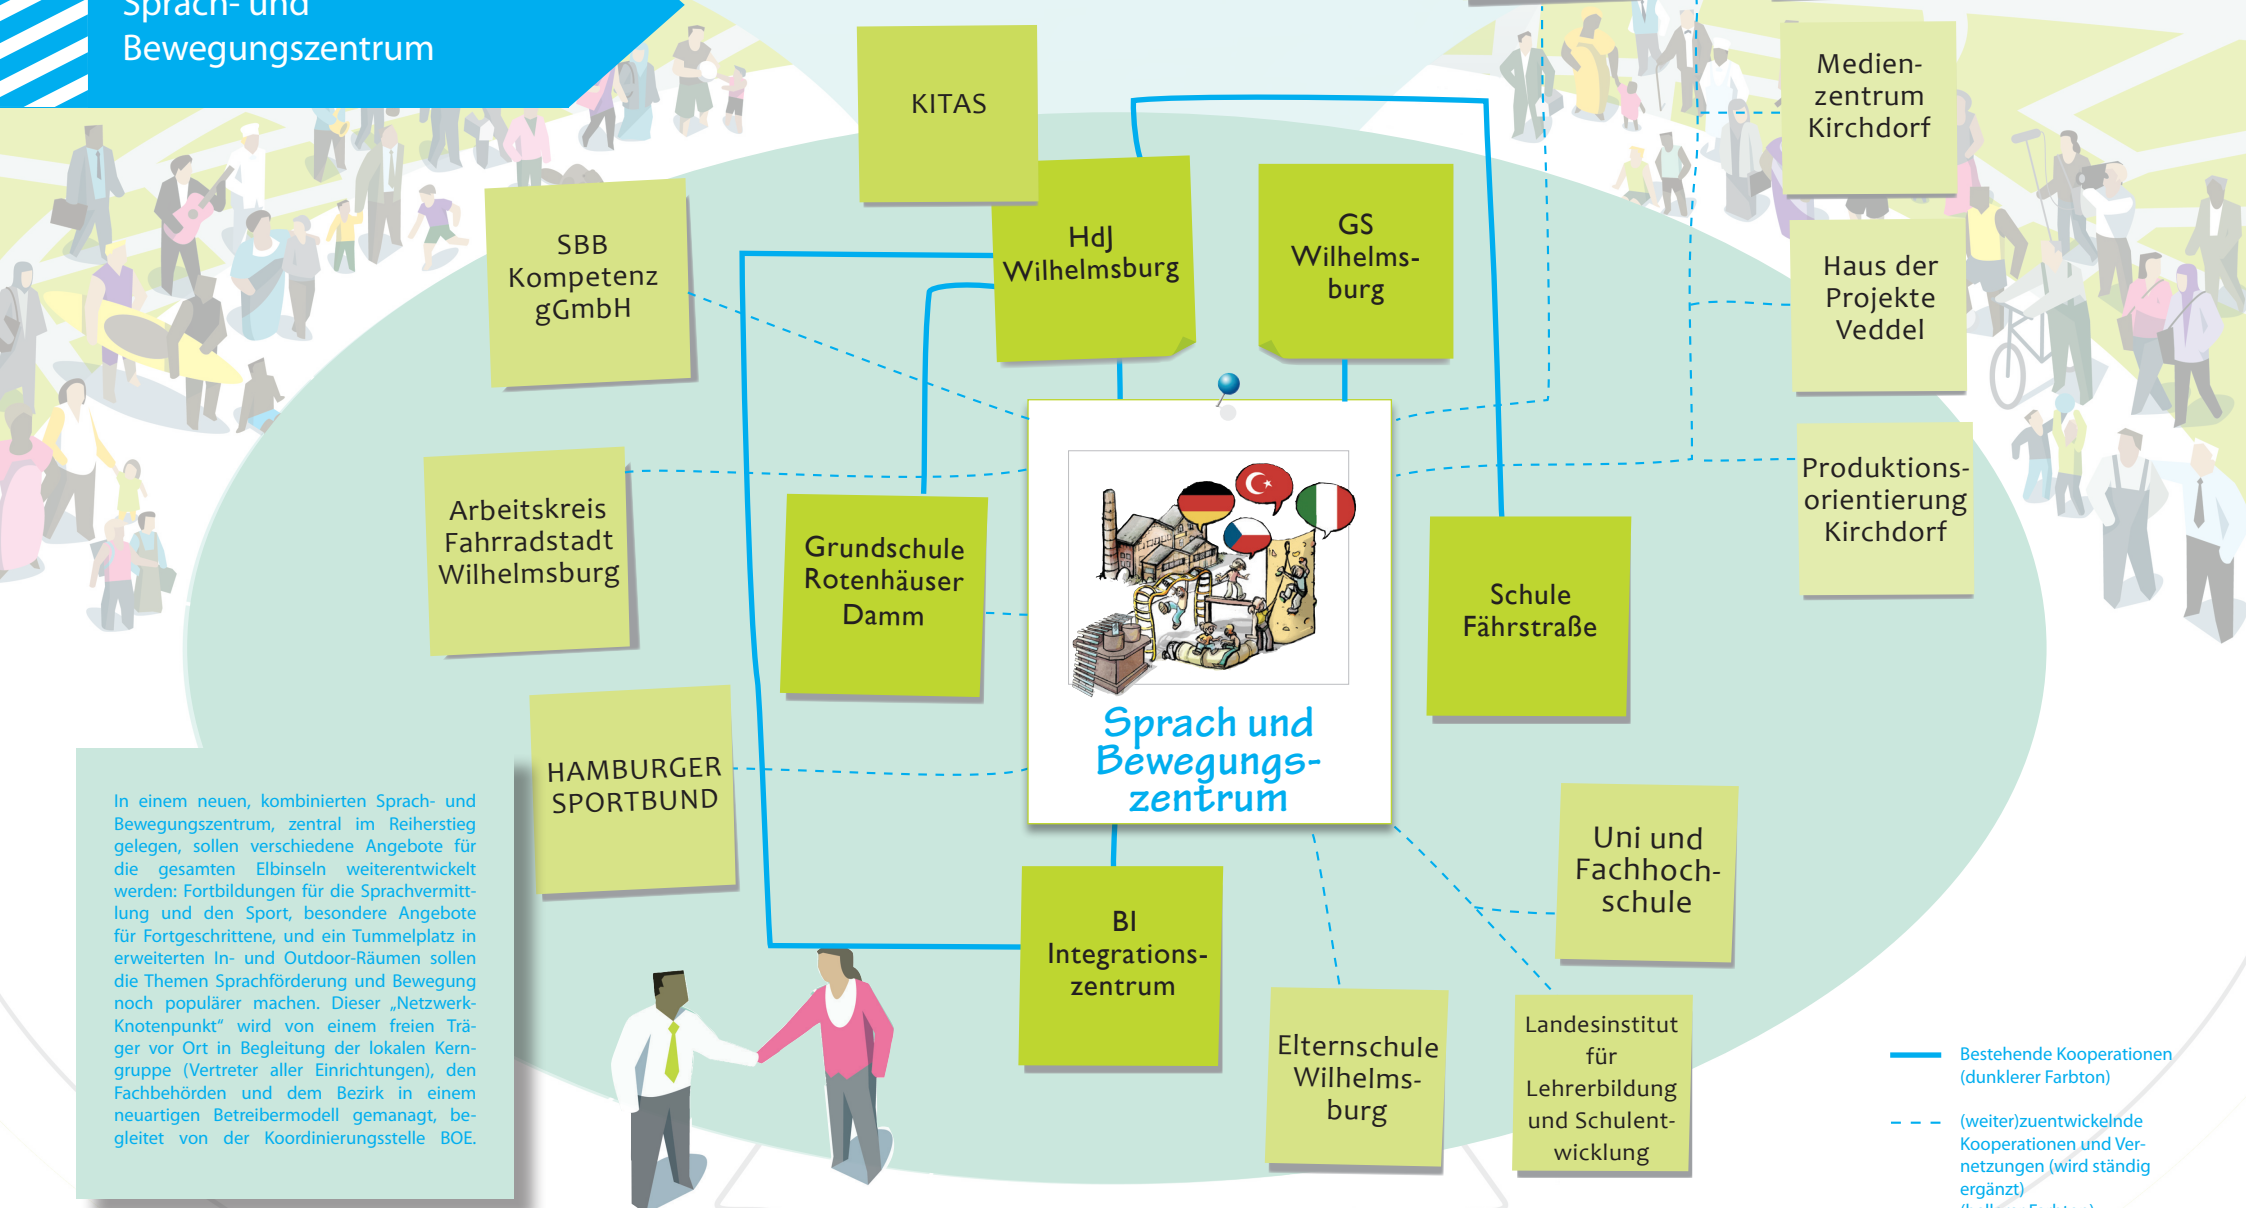 Sprach- und
Bewegungszentrum
KITAS
Medien-
zentrum
Kirchdorf
SBB
Kompetenz
gGmbH
HdJ
Wilhelmsburg
GS
Wilhelms-
burg
Haus der
Projekte
Veddel
Arbeitskreis
Fahrradstadt
Wilhelmsburg
Grundschule
Rotenhäuser
Damm
Produktions-
orientierung
Kirchdorf
Schule
Fährstraße
Sprach und
Bewegungs-
zentrum
HAMBURGER
SPORTBUND
In einem neuen, kombinierten Sprach- und
Bewegungszentrum, zentral im Reiherstieg
gelegen, sollen verschiedene Angebote für
die gesamten Elbinseln weiterentwickelt
werden: Fortbildungen für die Sprachvermitt-
lung und den Sport, besondere Angebote
für Fortgeschrittene, und ein Tummelplatz in
erweiterten In- und Outdoor-Räumen sollen
die Themen Sprachförderung und Bewegung
noch populärer machen. Dieser „Netzwerk-
Knotenpunkt“ wird von einem freien Trä-
ger vor Ort in Begleitung der lokalen Kern-
gruppe (Vertreter aller Einrichtungen), den
Fachbehörden und dem Bezirk in einem
neuartigen Betreibermodell gemanagt, be-
gleitet von der Koordinierungsstelle BOE.
BI
Integrations-
zentrum
Uni und
Fachhoch-
schule
Elternschule
Wilhelms-
burg
Landesinstitut
für
Lehrerbildung
und Schulent-
wicklung
Bestehende Kooperationen
(dunklerer Farbton)
(weiter)zuentwickelnde
Kooperationen und Ver-
netzungen (wird ständig
ergänzt)